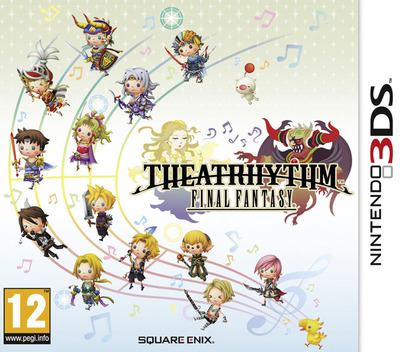 THEATRHYTHM
FINAL FANTASY
NINTENDO 3DS
12
www.pegi.info
SQUARE ENIX